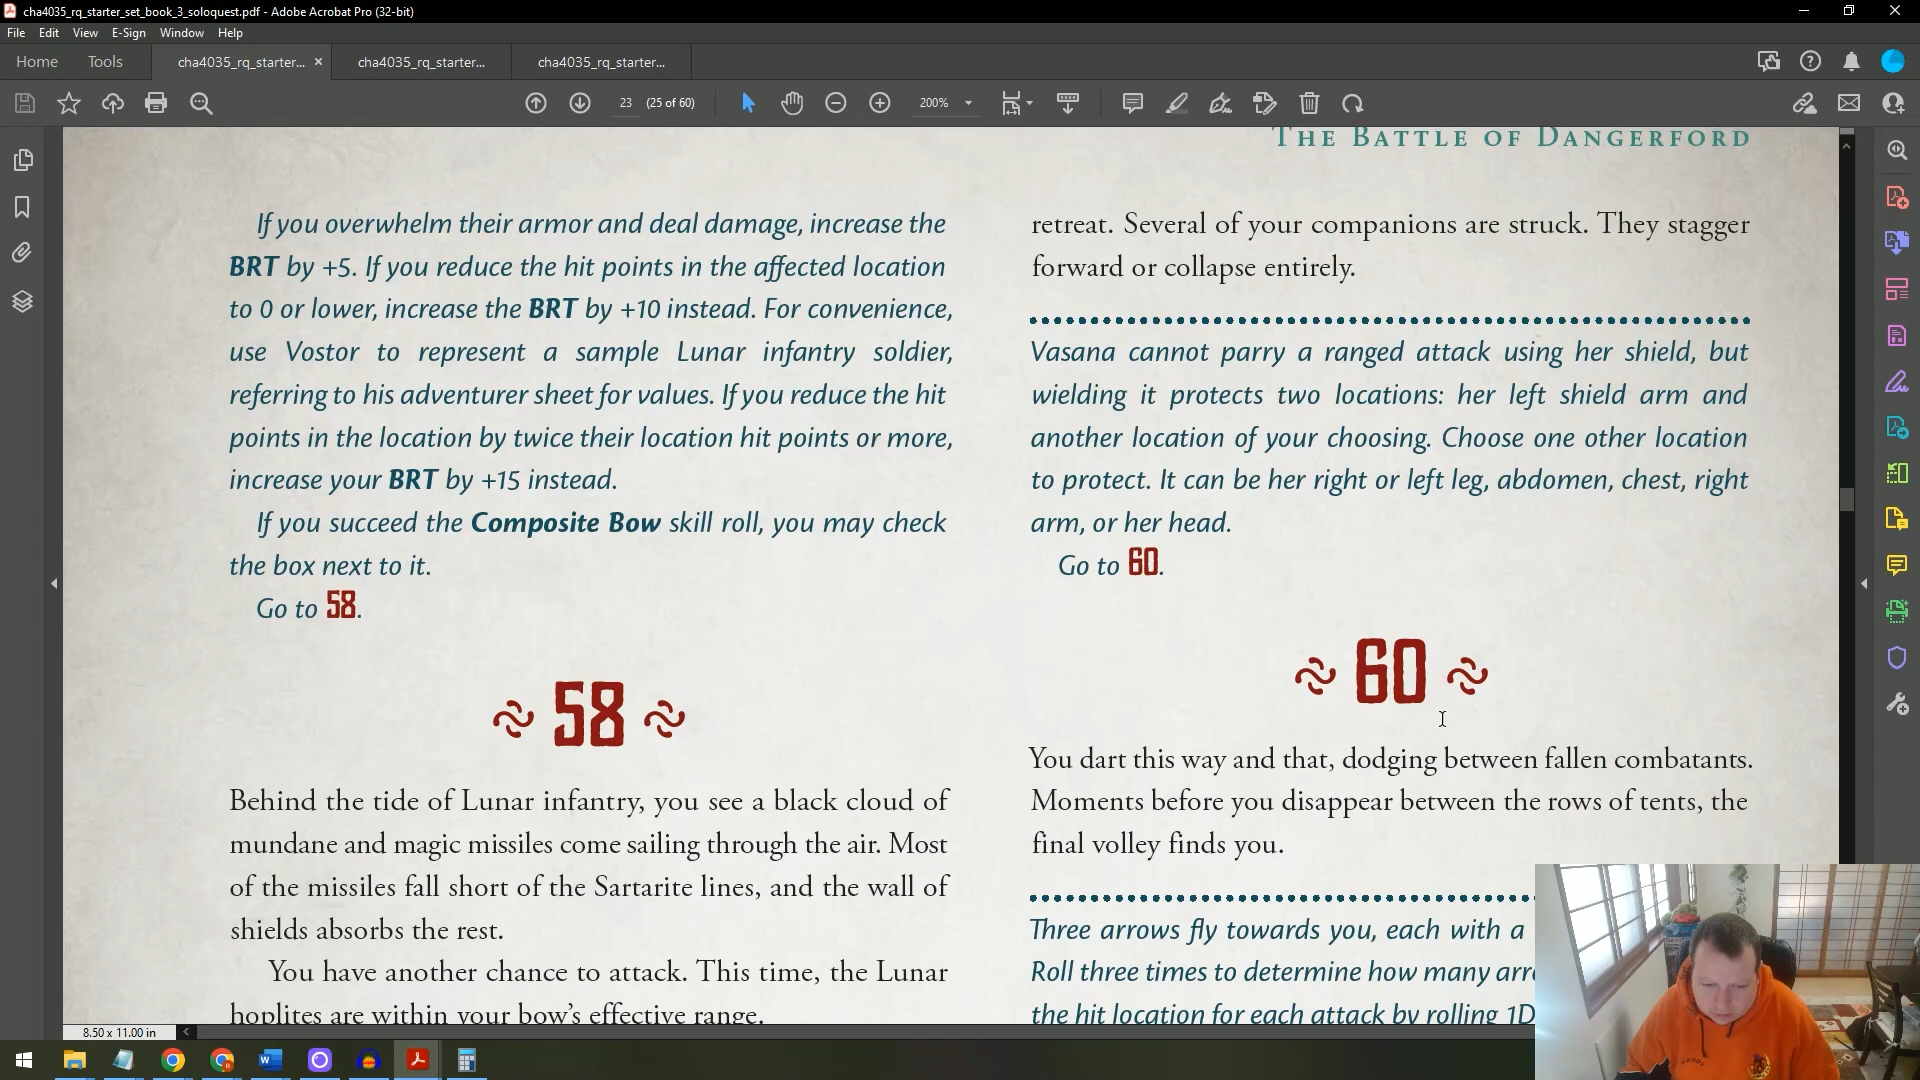 cha4035_rq_starter_set_book_3_soloquest.pdf - Adobe Acrobat Pro (32-bit)
File Edit View E-Sign Window Help
Home Tools cha4035_rq_starter... × cha4035_rq_starter... cha4035_rq_starter...
23 (25 of 60) 200%
THE BATTLE OF DANGERFORD
If you overwhelm their armor and deal damage, increase the
BRT by +5. If you reduce the hit points in the affected location
to 0 or lower, increase the BRT by +10 instead. For convenience,
use Vostor to represent a sample Lunar infantry soldier,
referring to his adventurer sheet for values. If you reduce the hit
points in the location by twice their location hit points or more,
increase your BRT by +15 instead.
If you succeed the Composite Bow skill roll, you may check
the box next to it.
Go to 58.
58
Behind the tide of Lunar infantry, you see a black cloud of
mundane and magic missiles come sailing through the air. Most
of the missiles fall short of the Sartarite lines, and the wall of
shields absorbs the rest.
You have another chance to attack. This time, the Lunar
hoplites are within your bow's effective range.
retreat. Several of your companions are struck. They stagger
forward or collapse entirely.
Vasana cannot parry a ranged attack using her shield, but
wielding it protects two locations: her left shield arm and
another location of your choosing. Choose one other location
to protect. It can be her right or left leg, abdomen, chest, right
arm, or her head.
Go to 60.
60
You dart this way and that, dodging between fallen combatants.
Moments before you disappear between the rows of tents, the
final volley finds you.
Three arrows fly towards you, each with a
Roll three times to determine how many arr
the hit location for each attack by rolling 1D
8.50 x 11.00 in